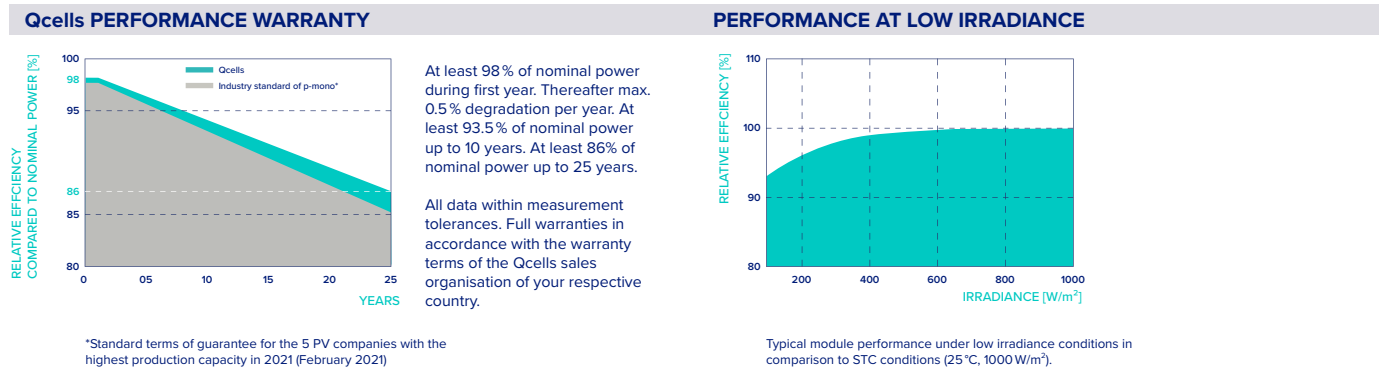 Qcells PERFORMANCE WARRANTY
RELATIVE EFFCIENCY
COMPARED TO NOMINAL POWER [%]
100
98
95
86
85
80
Qcells
Industry standard of p-mono*
0
05
10
15
20
25
YEARS
At least 98 % of nominal power
during first year. Thereafter max.
0.5 % degradation per year. At
least 93.5 % of nominal power
up to 10 years. At least 86% of
nominal power up to 25 years.
All data within measurement
tolerances. Full warranties in
accordance with the warranty
terms of the Qcells sales
organisation of your respective
country.
*Standard terms of guarantee for the 5 PV companies with the
highest production capacity in 2021 (February 2021)
PERFORMANCE AT LOW IRRADIANCE
RELATIVE EFFCIENCY [%]
110
100
90
80
200
400
600
800
1000
IRRADIANCE [W/m²]
Typical module performance under low irradiance conditions in
comparison to STC conditions (25 °C, 1000 W/m²).